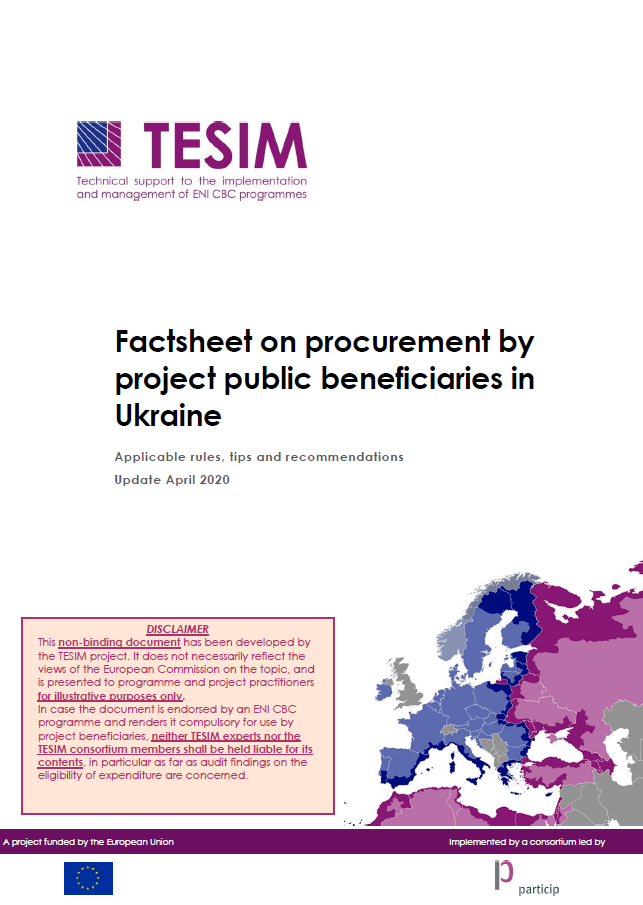 TESIM
Technical support to the implementation
and management of ENI CBC programmes
Factsheet on procurement by
project public beneficiaries in
Ukraine
Applicable rules, tips and recommendations
Update April 2020
DISCLAIMER
This non-binding document has been developed by
the TESIM project. It does not necessarily reflect the
views of the European Commission on the topic, and
is presented to programme and project practitioners
for illustrative purposes only.
In case the document is endorsed by an ENI CBC
programme and renders it compulsory for use by
project beneficiaries, neither TESIM experts nor the
TESIM consortium members shall be held liable for its
contents, in particular as far as audit findings on the
eligibility of expenditure are concerned.
A project funded by the European Union
Implemented by a consortium led by
particip